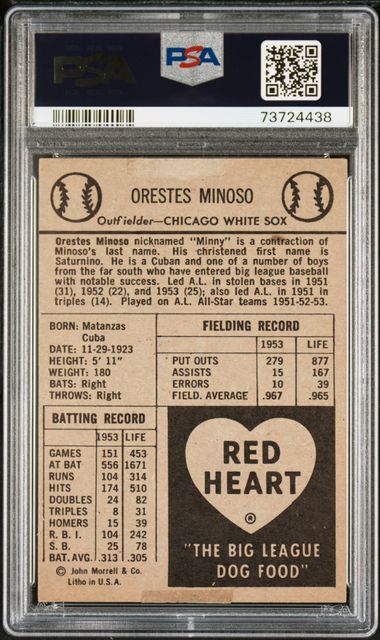 PSA
PSA
73724438
ORESTES MINOSO
Outfielder—CHICAGO WHITE SOX
Orestes Minoso nicknamed "Minny" is a contraction of
Minoso's last name. His christened first name is
Saturnino. He is a Cuban and one of a number of boys
from the far south who have entered big league baseball
with notable success. Led A.L. in stolen bases in 1951
(31), 1952 (22), and 1953 (25); also led A.L. in 1951 in
triples (14). Played on A.L. All-Star teams 1951-52-53.
BORN: Matanzas
Cuba
DATE: 11-29-1923
HEIGHT: 5' 11"
WEIGHT: 180
BATS: Right
THROWS: Right
FIELDING RECORD
1953 LIFE
PUT OUTS 279 877
ASSISTS 15 167
ERRORS 10 39
FIELD. AVERAGE .967 .965
BATTING RECORD
1953 LIFE
GAMES 151 453
AT BAT 556 1671
RUNS 104 314
HITS 174 510
DOUBLES 24 82
TRIPLES 8 31
HOMERS 15 39
R. B. I. 104 242
S. B. 25 78
BAT. AVG. .313 .305
© John Morrell & Co.
Litho in U.S.A.
RED
HEART
®
"THE BIG LEAGUE
DOG FOOD"